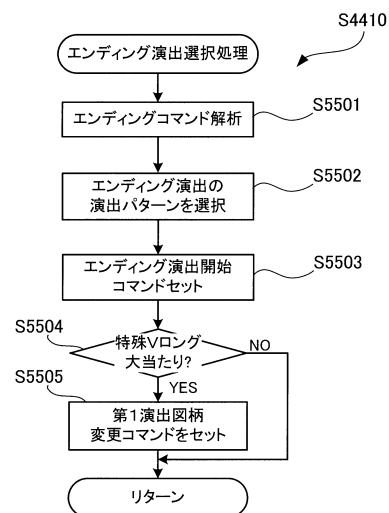 S4410
エンディング演出選択処理
エンディングコマンド解析
S5501
エンディング演出の
演出パターンを選択
S5502
エンディング演出開始
コマンドセット
S5503
S5504
特殊Vロング
大当たり?
NO
YES
S5505
第1演出図柄
変更コマンドをセット
リターン